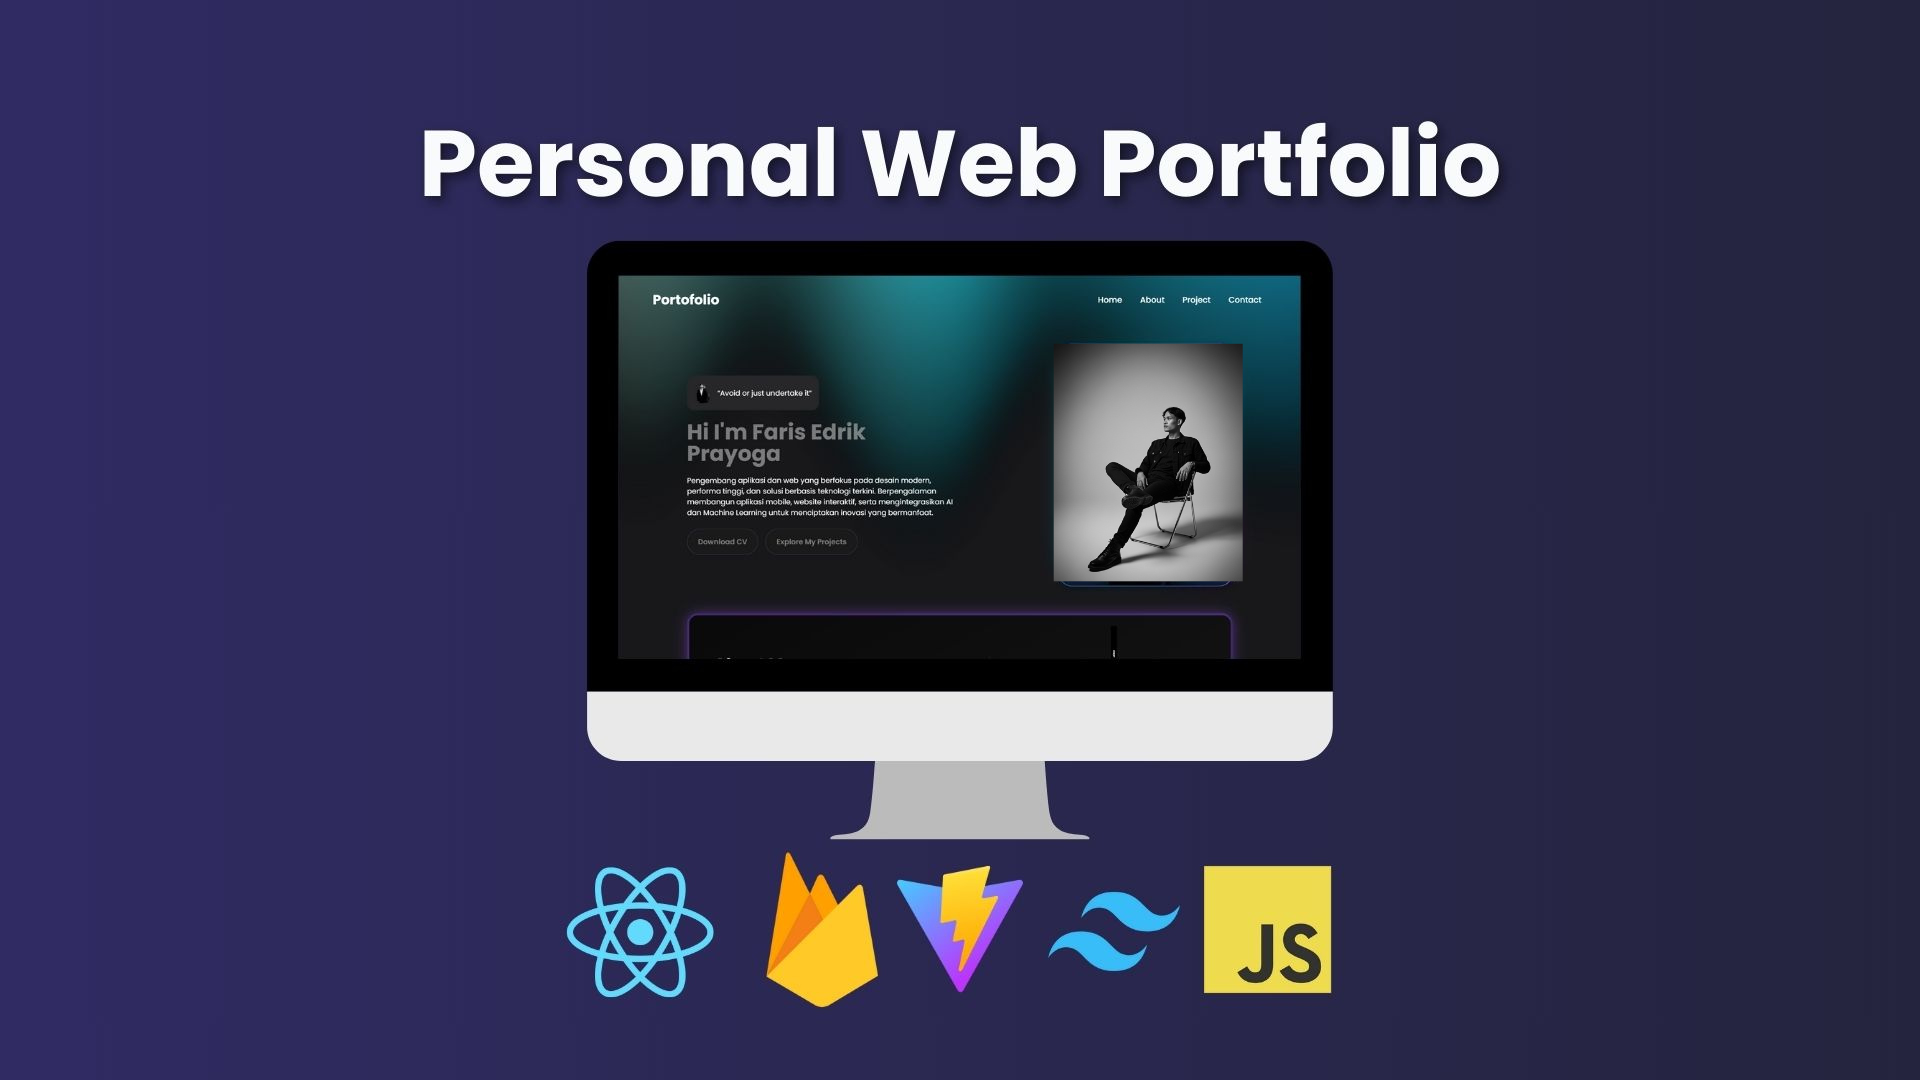 Personal Web Portfolio
Portofolio
Home About Project Contact
"Avoid or just undertake it"
Hi I'm Faris Edrik
Prayoga
Pengembang aplikasi dan web yang berfokus pada desain modern,
performa tinggi, dan solusi berbasis teknologi terkini. Berpengalaman
membangun aplikasi mobile, website interaktif, serta mengintegrasikan AI
dan Machine Learning untuk menciptakan inovasi yang bermanfaat.
Download CV Explore My Projects
JS